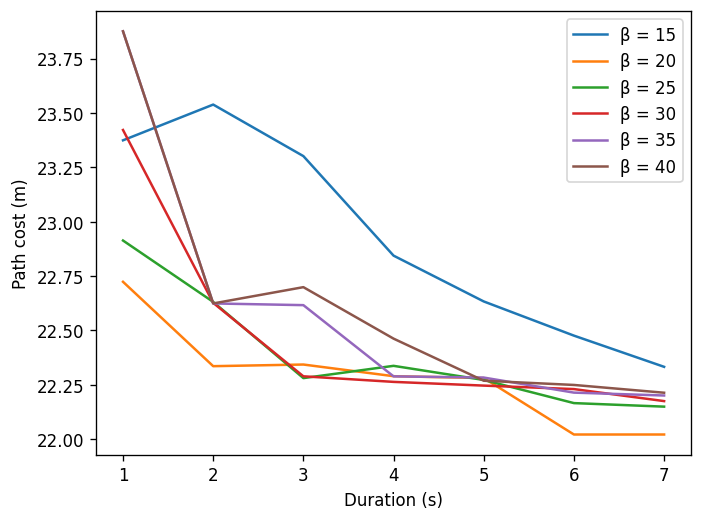 Path cost (m)
23.75
23.50
23.25
23.00
22.75
22.50
22.25
22.00
β = 15
β = 20
β = 25
β = 30
β = 35
β = 40
1 2 3 4 5 6 7
Duration (s)